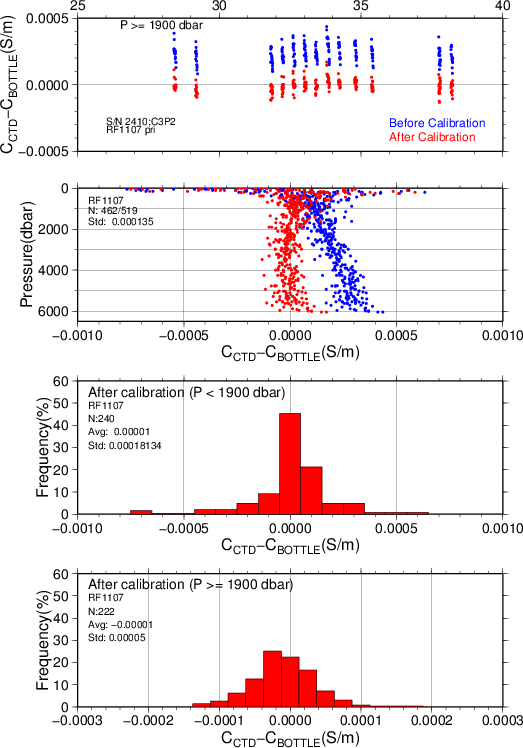 25 30 35 40
0.0005
0.0000
−0.0005
C_CTD−C_BOTTLE(S/m)
P >= 1900 dbar
S/N 2410;C3P2
RF1107 pri
Before Calibration
After Calibration
0
2000
4000
6000
Pressure(dbar)
RF1107
N: 462/519
Std: 0.000135
−0.0010 −0.0005 0.0000 0.0005 0.0010
C_CTD−C_BOTTLE(S/m)
60
50
40
30
20
10
0
Frequency(%)
After calibration (P < 1900 dbar)
RF1107
N:240
Avg: 0.00001
Std: 0.00018134
−0.0010 −0.0005 0.0000 0.0005 0.0010
C_CTD−C_BOTTLE(S/m)
60
50
40
30
20
10
0
Frequency(%)
After calibration (P >= 1900 dbar)
RF1107
N:222
Avg: −0.00001
Std: 0.00005
−0.0003 −0.0002 −0.0001 0.0000 0.0001 0.0002 0.0003
C_CTD−C_BOTTLE(S/m)